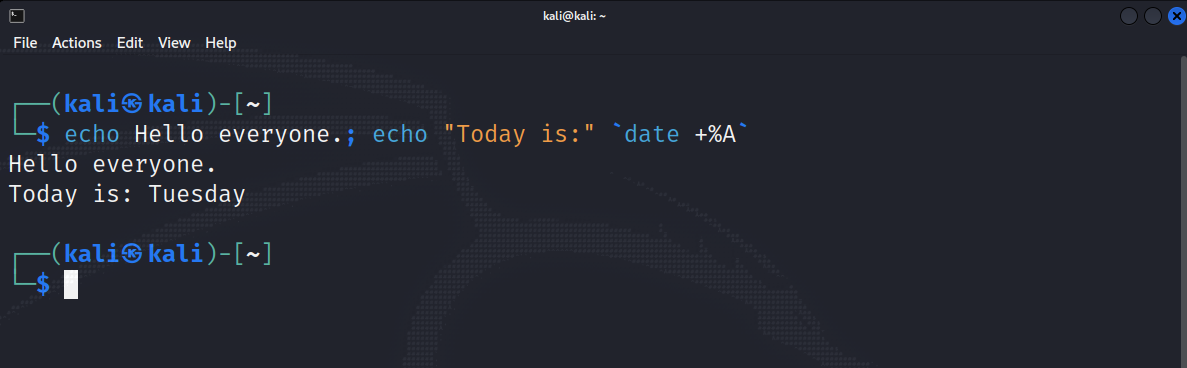 kali@kali: ~
File Actions Edit View Help
┌──(kali㉿kali)-[~]
└─$ echo Hello everyone.; echo "Today is:" `date +%A`
Hello everyone.
Today is: Tuesday
┌──(kali㉿kali)-[~]
└─$